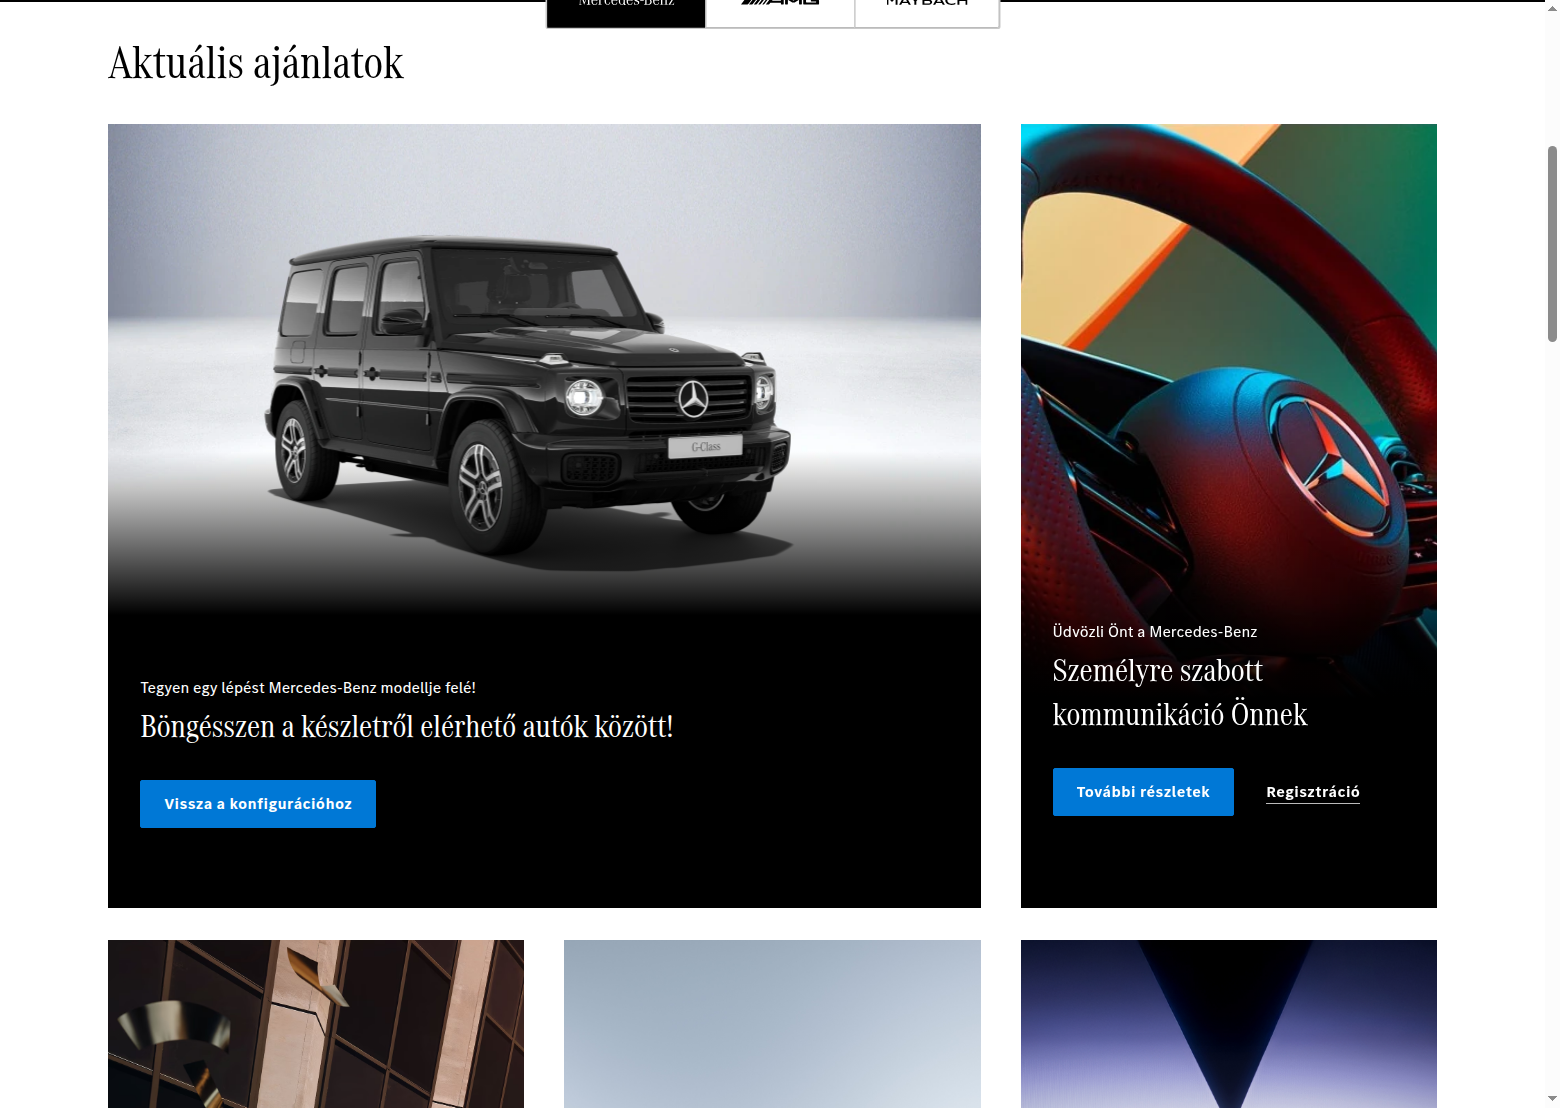 Mercedes-Benz
AMG
MAYBACH
Aktuális ajánlatok
G-Class
Tegyen egy lépést Mercedes-Benz modellje felé!
Böngésszen a készletről elérhető autók között!
Vissza a konfigurációhoz
Üdvözli Önt a Mercedes-Benz
Személyre szabott
kommunikáció Önnek
További részletek
Regisztráció